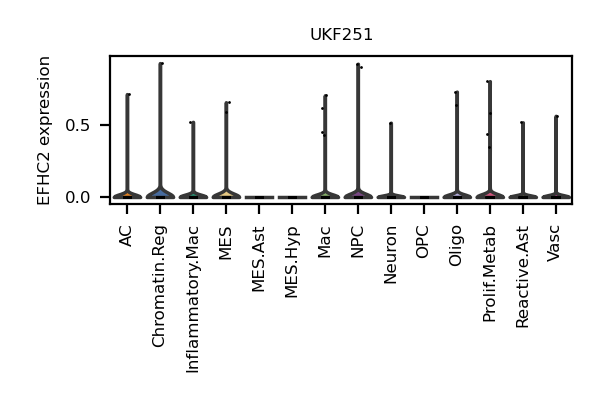 UKF251
EFHC2 expression
0.5
0.0
AC
Chromatin.Reg
Inflammatory.Mac
MES
MES.Ast
MES.Hyp
Mac
NPC
Neuron
OPC
Oligo
Prolif.Metab
Reactive.Ast
Vasc